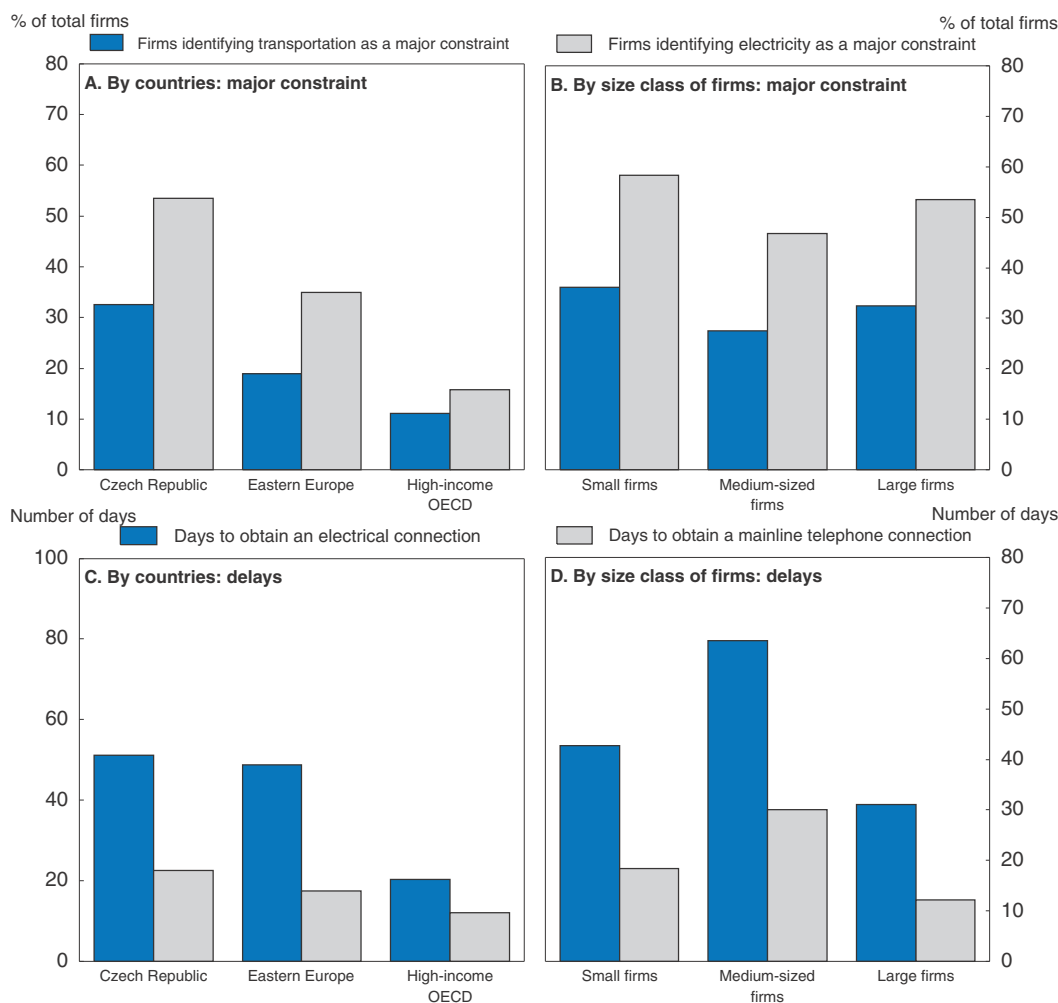 % of total firms
% of total firms
Firms identifying transportation as a major constraint
Firms identifying electricity as a major constraint
A. By countries: major constraint
80
70
60
50
40
30
20
10
0
Czech Republic
Eastern Europe
High-income
OECD
B. By size class of firms: major constraint
80
70
60
50
40
30
20
10
0
Small firms
Medium-sized
firms
Large firms
Number of days
Number of days
Days to obtain an electrical connection
Days to obtain a mainline telephone connection
C. By countries: delays
100
80
60
40
20
0
Czech Republic
Eastern Europe
High-income
OECD
D. By size class of firms: delays
80
70
60
50
40
30
20
10
0
Small firms
Medium-sized
firms
Large firms